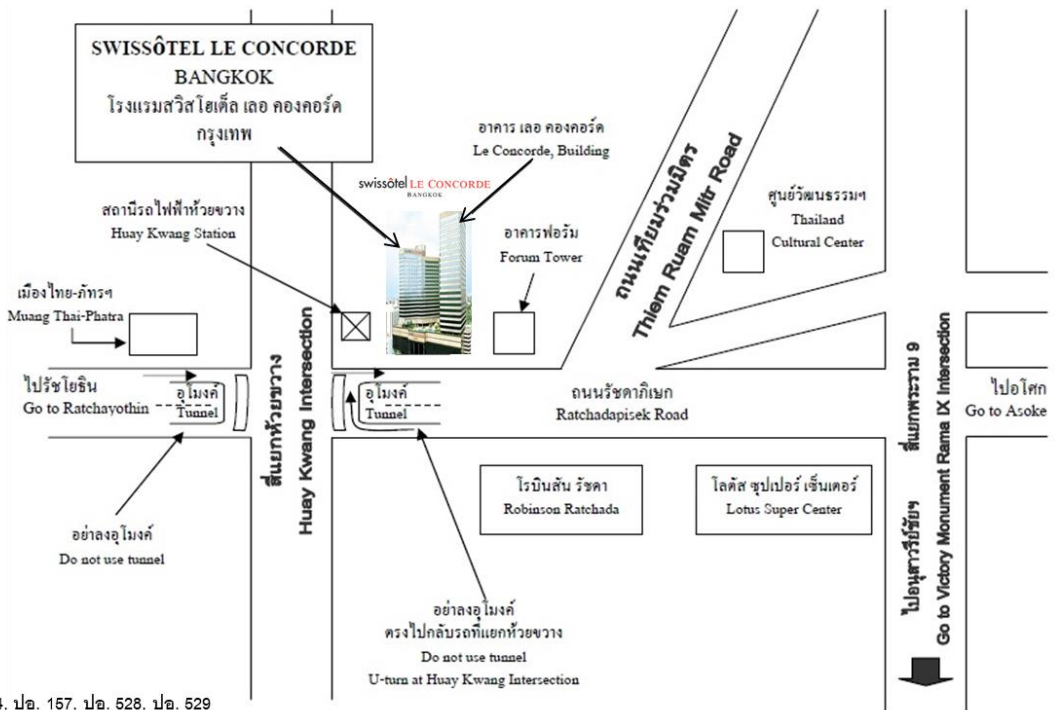 SWISSÔTEL LE CONCORDE
BANGKOK
โรงแรมสวิสโฮเต็ล เลอ คองคอร์ด
กรุงเทพ
อาคาร เลอ คองคอร์ด
Le Concorde, Building
swissôtel LE CONCORDE
BANGKOK
สถานีรถไฟฟ้าห้วยขวาง
Huay Kwang Station
อาคารฟอรัม
Forum Tower
ถนนเทียมร่วมมิตร
Thiem Ruam Mitr Road
ศูนย์วัฒนธรรมฯ
Thailand
Cultural Center
เมืองไทย-ภัทรฯ
Muang Thai-Phatra
ไปรัชโยธิน
Go to Ratchayothin
อุโมงค์
Tunnel
สี่แยกห้วยขวาง
Huay Kwang Intersection
อุโมงค์
Tunnel
ถนนรัชดาภิเษก
Ratchadapisek Road
ไปอโศก
Go to Asoke
โรบินสัน รัชดา
Robinson Ratchada
โลตัส ซุปเปอร์ เซ็นเตอร์
Lotus Super Center
อย่าลงอุโมงค์
Do not use tunnel
อย่าลงอุโมงค์
ตรงไปกลับรถที่แยกห้วยขวาง
Do not use tunnel
U-turn at Huay Kwang Intersection
ไปอนุสาวรีย์ชัยฯ สี่แยกพระราม 9
Go to Victory Monument Rama IX Intersection
4. ปอ. 157. ปอ. 528. ปอ. 529